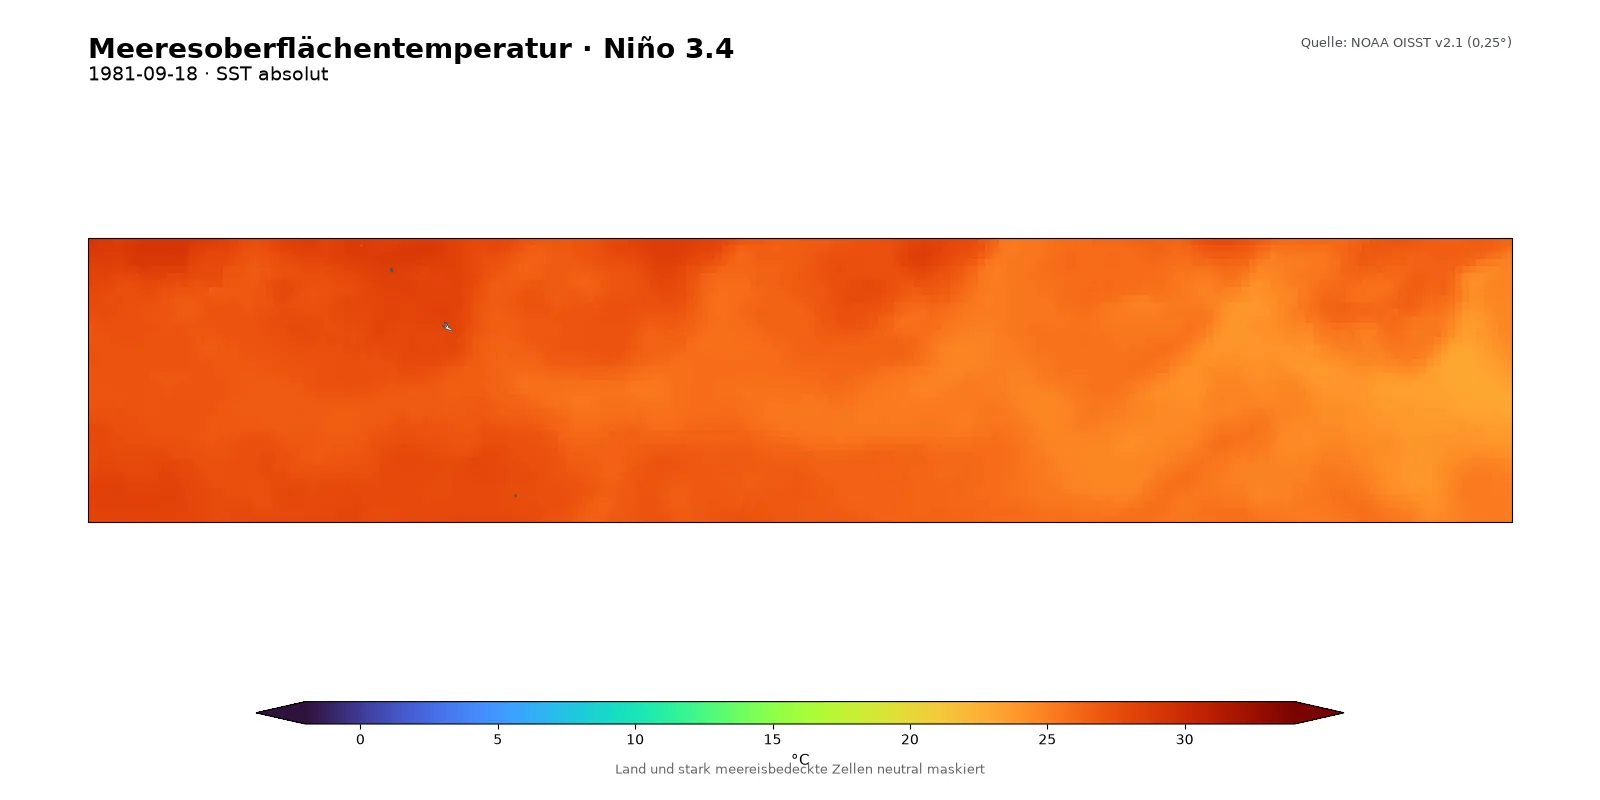 Meeresoberflächentemperatur · Niño 3.4
1981-09-18 · SST absolut
Quelle: NOAA OISST v2.1 (0,25°)
0 5 10 15 20 25 30
°C
Land und stark meereisbedeckte Zellen neutral maskiert